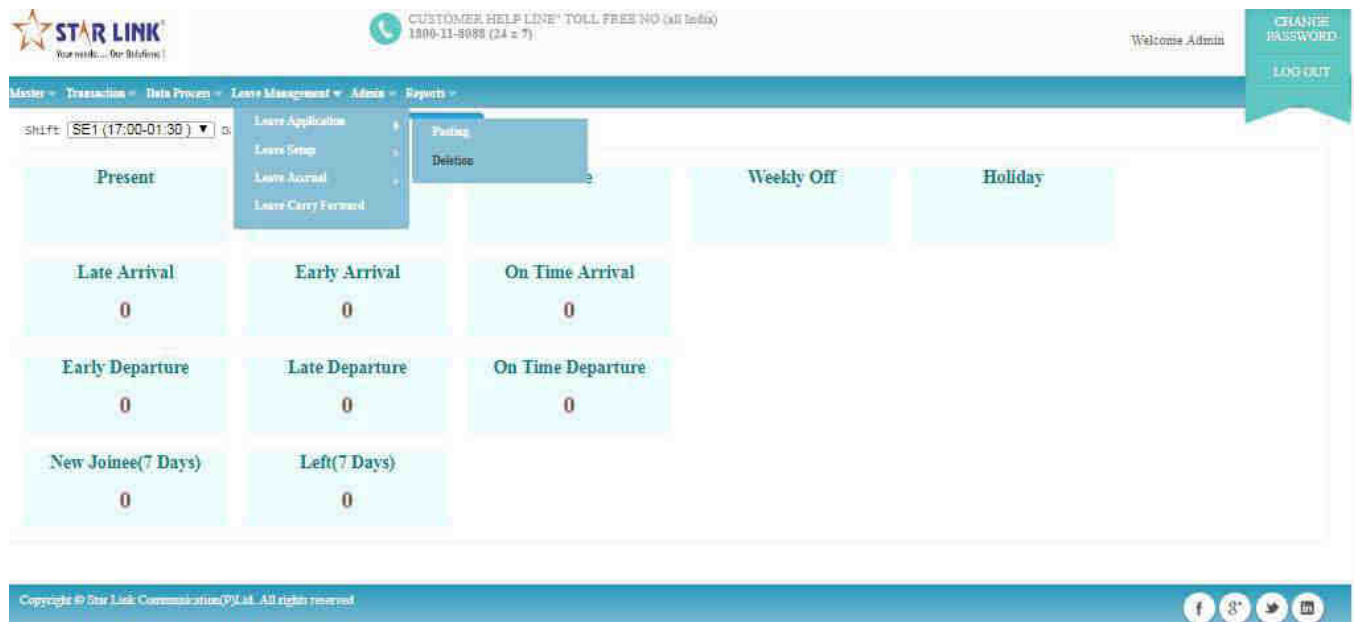 STAR LINK
Your needs.... Our Solutions !
CUSTOMER HELP LINE" TOLL FREE NO (all India)
1800-11-8088 (24 x 7)
Welcome Admin
CHANGE
PASSWORD
LOG OUT
Master Transaction Data Process Leave Management Admin Reports
Shift SE1 (17:00-01:30 )
Leave Application
Leave Setup
Leave Accrual
Leave Carry Forward
Posting
Deletion
Present Weekly Off Holiday
Late Arrival Early Arrival On Time Arrival
0 0 0
Early Departure Late Departure On Time Departure
0 0 0
New Joinee(7 Days) Left(7 Days)
0 0
Copyright © Star Link Communication(P)Ltd. All rights reserved